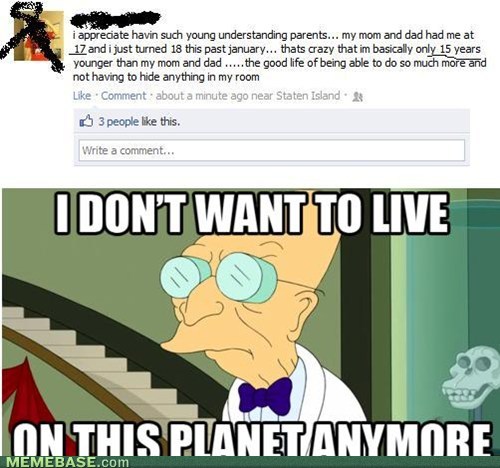 i appreciate havin such young understanding parents... my mom and dad had me at
17 and i just turned 18 this past january... thats crazy that im basically only 15 years
younger than my mom and dad .....the good life of being able to do so much more and
not having to hide anything in my room
Like · Comment · about a minute ago near Staten Island ·
3 people like this.
Write a comment...
I DON'T WANT TO LIVE
ON THIS PLANET ANYMORE
MEMEBASE.com